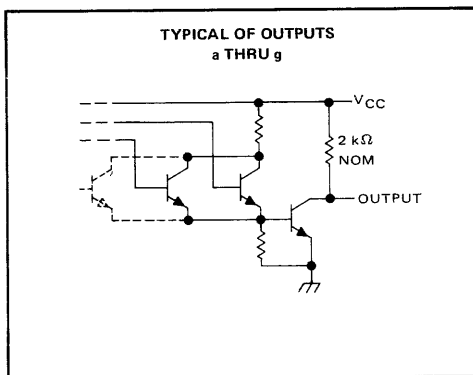 TYPICAL OF OUTPUTS
a THRU g
VCC
2 kΩ
NOM
OUTPUT